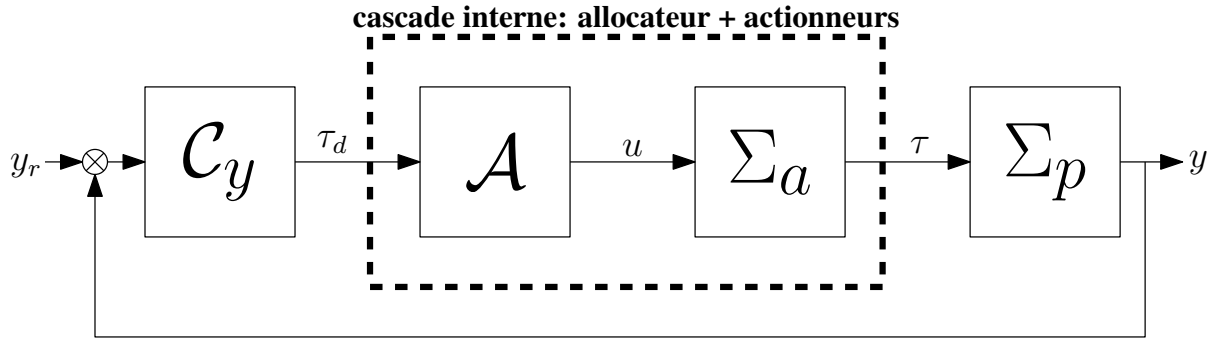 cascade interne: allocateur + actionneurs
y_r
C_y
τ_d
A
u
Σ_a
τ
Σ_p
y